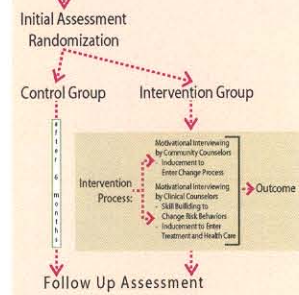 Initial Assessment
Randomization
Control Group
Intervention Group
after 6 months
Intervention
Process:
Motivational Interviewing
by Community Counselors
- Inducement to
Enter Change Process
Motivational Interviewing
by Clinical Counselors
- Skill Building to
Change Risk Behaviors
- Inducement to Enter
Treatment and Health Care
Outcome
Follow Up Assessment